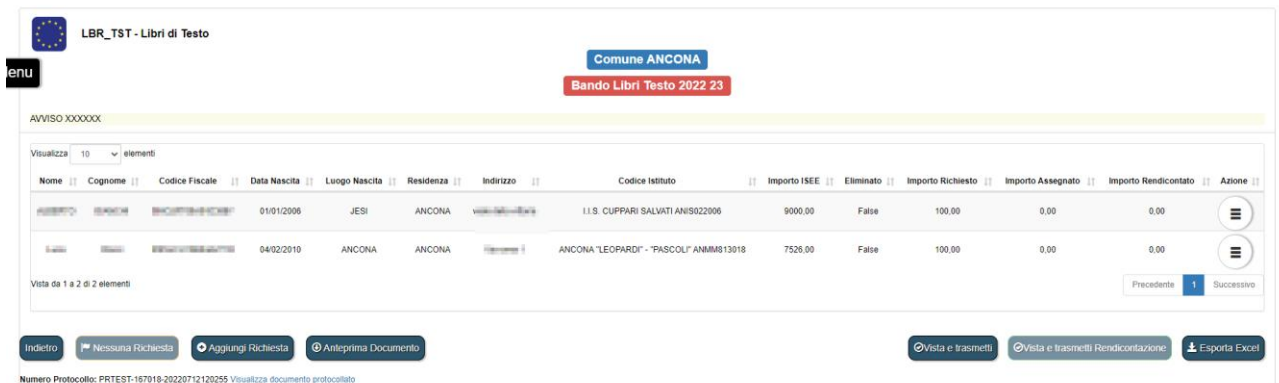 LBR_TST - Libri di Testo
Comune ANCONA
enu
Bando Libri Testo 2022 23
AVVISO XXXXXX
Visualizza 10 elementi
Nome Cognome Codice Fiscale Data Nascita Luogo Nascita Residenza Indirizzo Codice Istituto Importo ISEE Eliminato Importo Richiesto Importo Assegnato Importo Rendicontato Azione
01/01/2006 JESI ANCONA I.I.S. CUPPARI SALVATI ANIS022006 9000,00 False 100,00 0,00 0,00
04/02/2010 ANCONA ANCONA ANCONA "LEOPARDI" - "PASCOLI" ANMM813018 7526,00 False 100,00 0,00 0,00
Vista da 1 a 2 di 2 elementi Precedente 1 Successivo
Indietro Nessuna Richiesta Aggiungi Richiesta Anteprima Documento Vista e trasmetti Vista e trasmetti Rendicontazione Esporta Excel
Numero Protocollo: PRTEST-167018-20220712120255 Visualizza documento protocollato